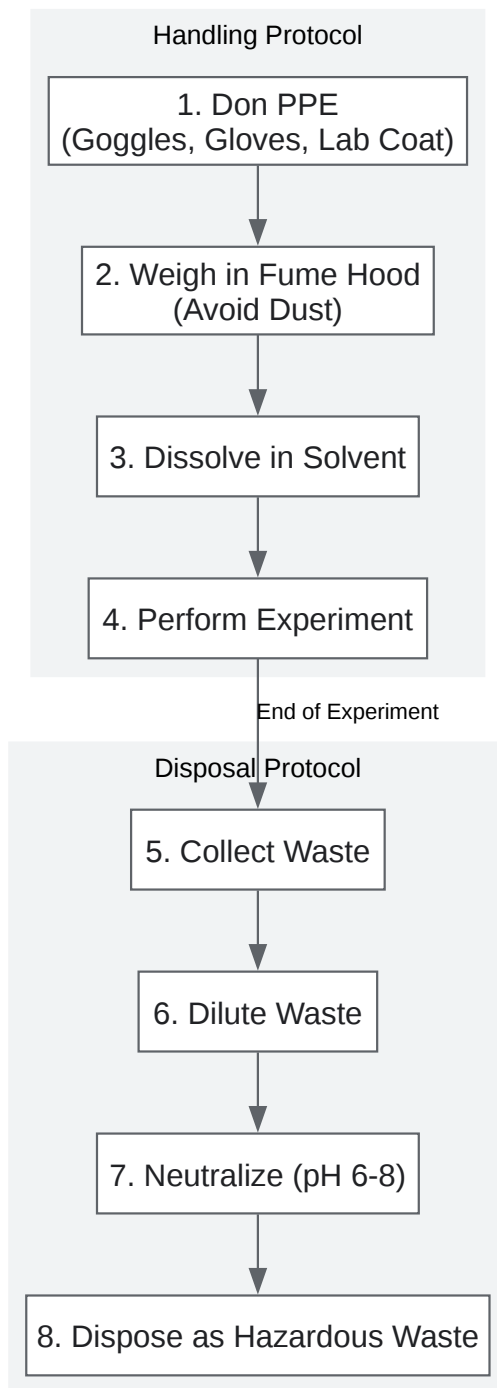 Handling Protocol
1. Don PPE
(Goggles, Gloves, Lab Coat)
2. Weigh in Fume Hood
(Avoid Dust)
3. Dissolve in Solvent
4. Perform Experiment
End of Experiment
Disposal Protocol
5. Collect Waste
6. Dilute Waste
7. Neutralize (pH 6-8)
8. Dispose as Hazardous Waste